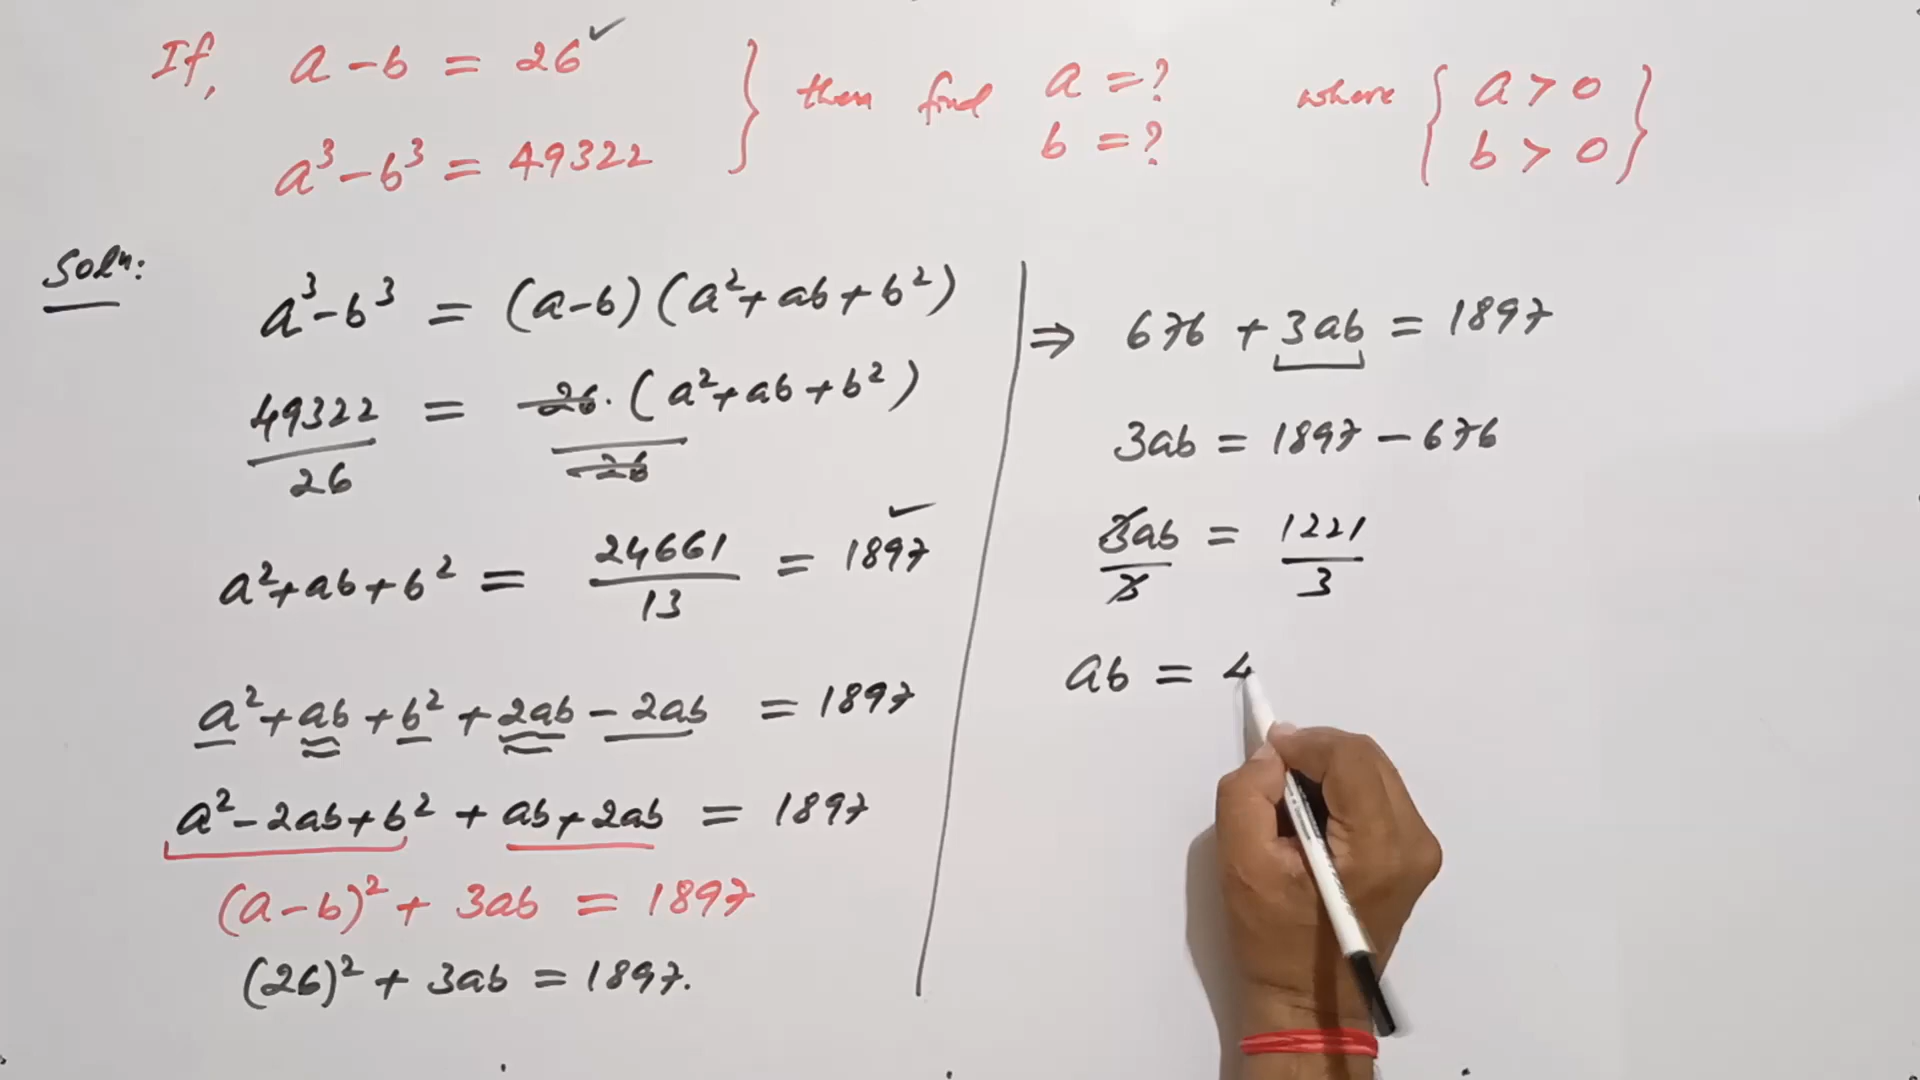 If, a - b = 26 ✓ } then find a = ? where { a > 0 }
a³ - b³ = 49322 b = ? b > 0
Solⁿ:
a³ - b³ = (a-b)(a² + ab + b²)
49322/26 = 26·(a² + ab + b²)/26
a² + ab + b² = 24661/13 = 1897 ✓
a² + ab + b² + 2ab - 2ab = 1897
a² - 2ab + b² + ab + 2ab = 1897
(a-b)² + 3ab = 1897
(26)² + 3ab = 1897.
⇒ 676 + 3ab = 1897
3ab = 1897 - 676
3ab/3 = 1221/3
ab = 4